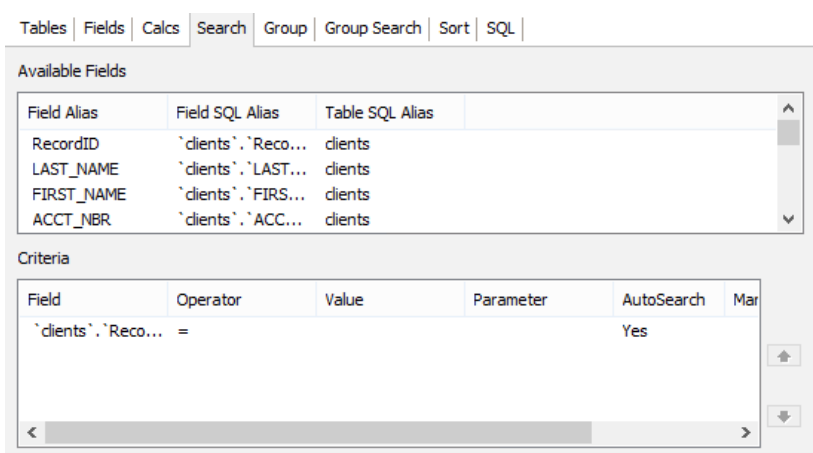 Tables Fields Calcs Search Group Group Search Sort SQL
Available Fields
Field Alias Field SQL Alias Table SQL Alias
RecordID `clients`.`Reco... clients
LAST_NAME `clients`.`LAST... clients
FIRST_NAME `clients`.`FIRS... clients
ACCT_NBR `clients`.`ACC... clients
Criteria
Field Operator Value Parameter AutoSearch Mar
`clients`.`Reco... = Yes